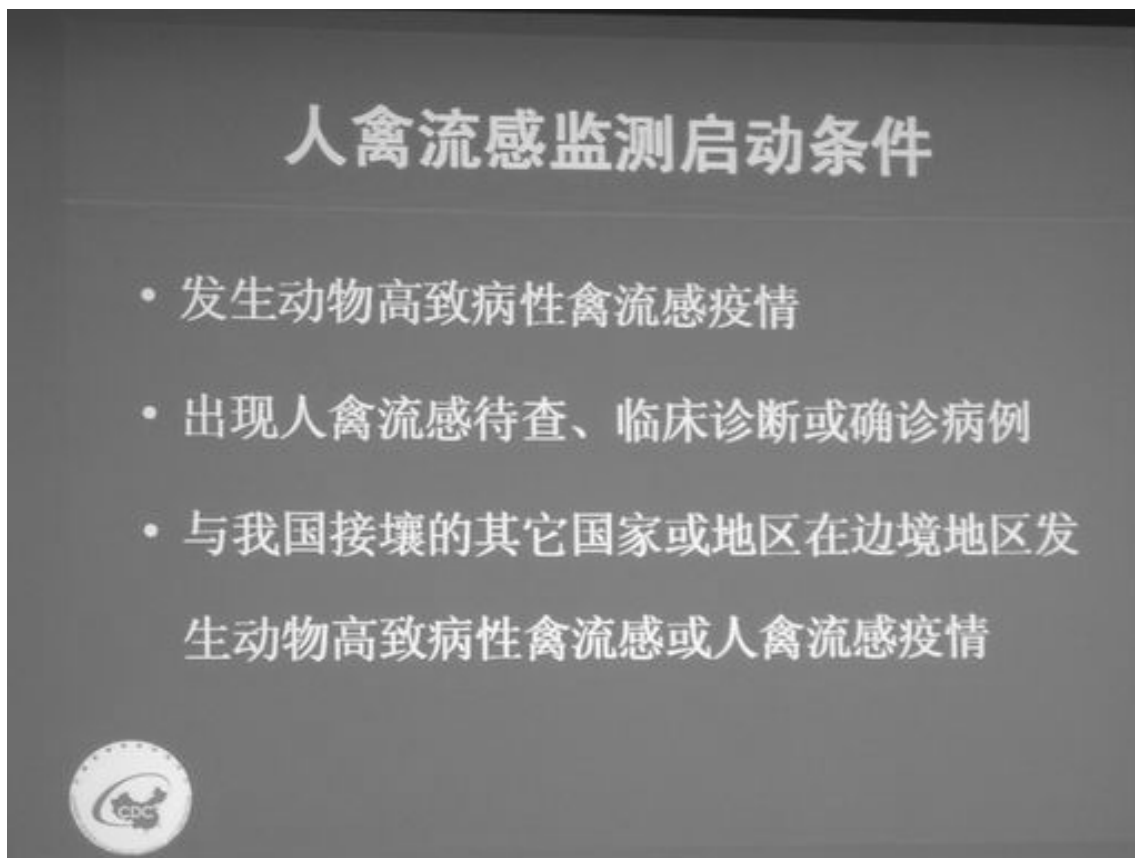 人禽流感监测启动条件
• 发生动物高致病性禽流感疫情
• 出现人禽流感待查、临床诊断或确诊病例
• 与我国接壤的其它国家或地区在边境地区发
生动物高致病性禽流感或人禽流感疫情
CDC